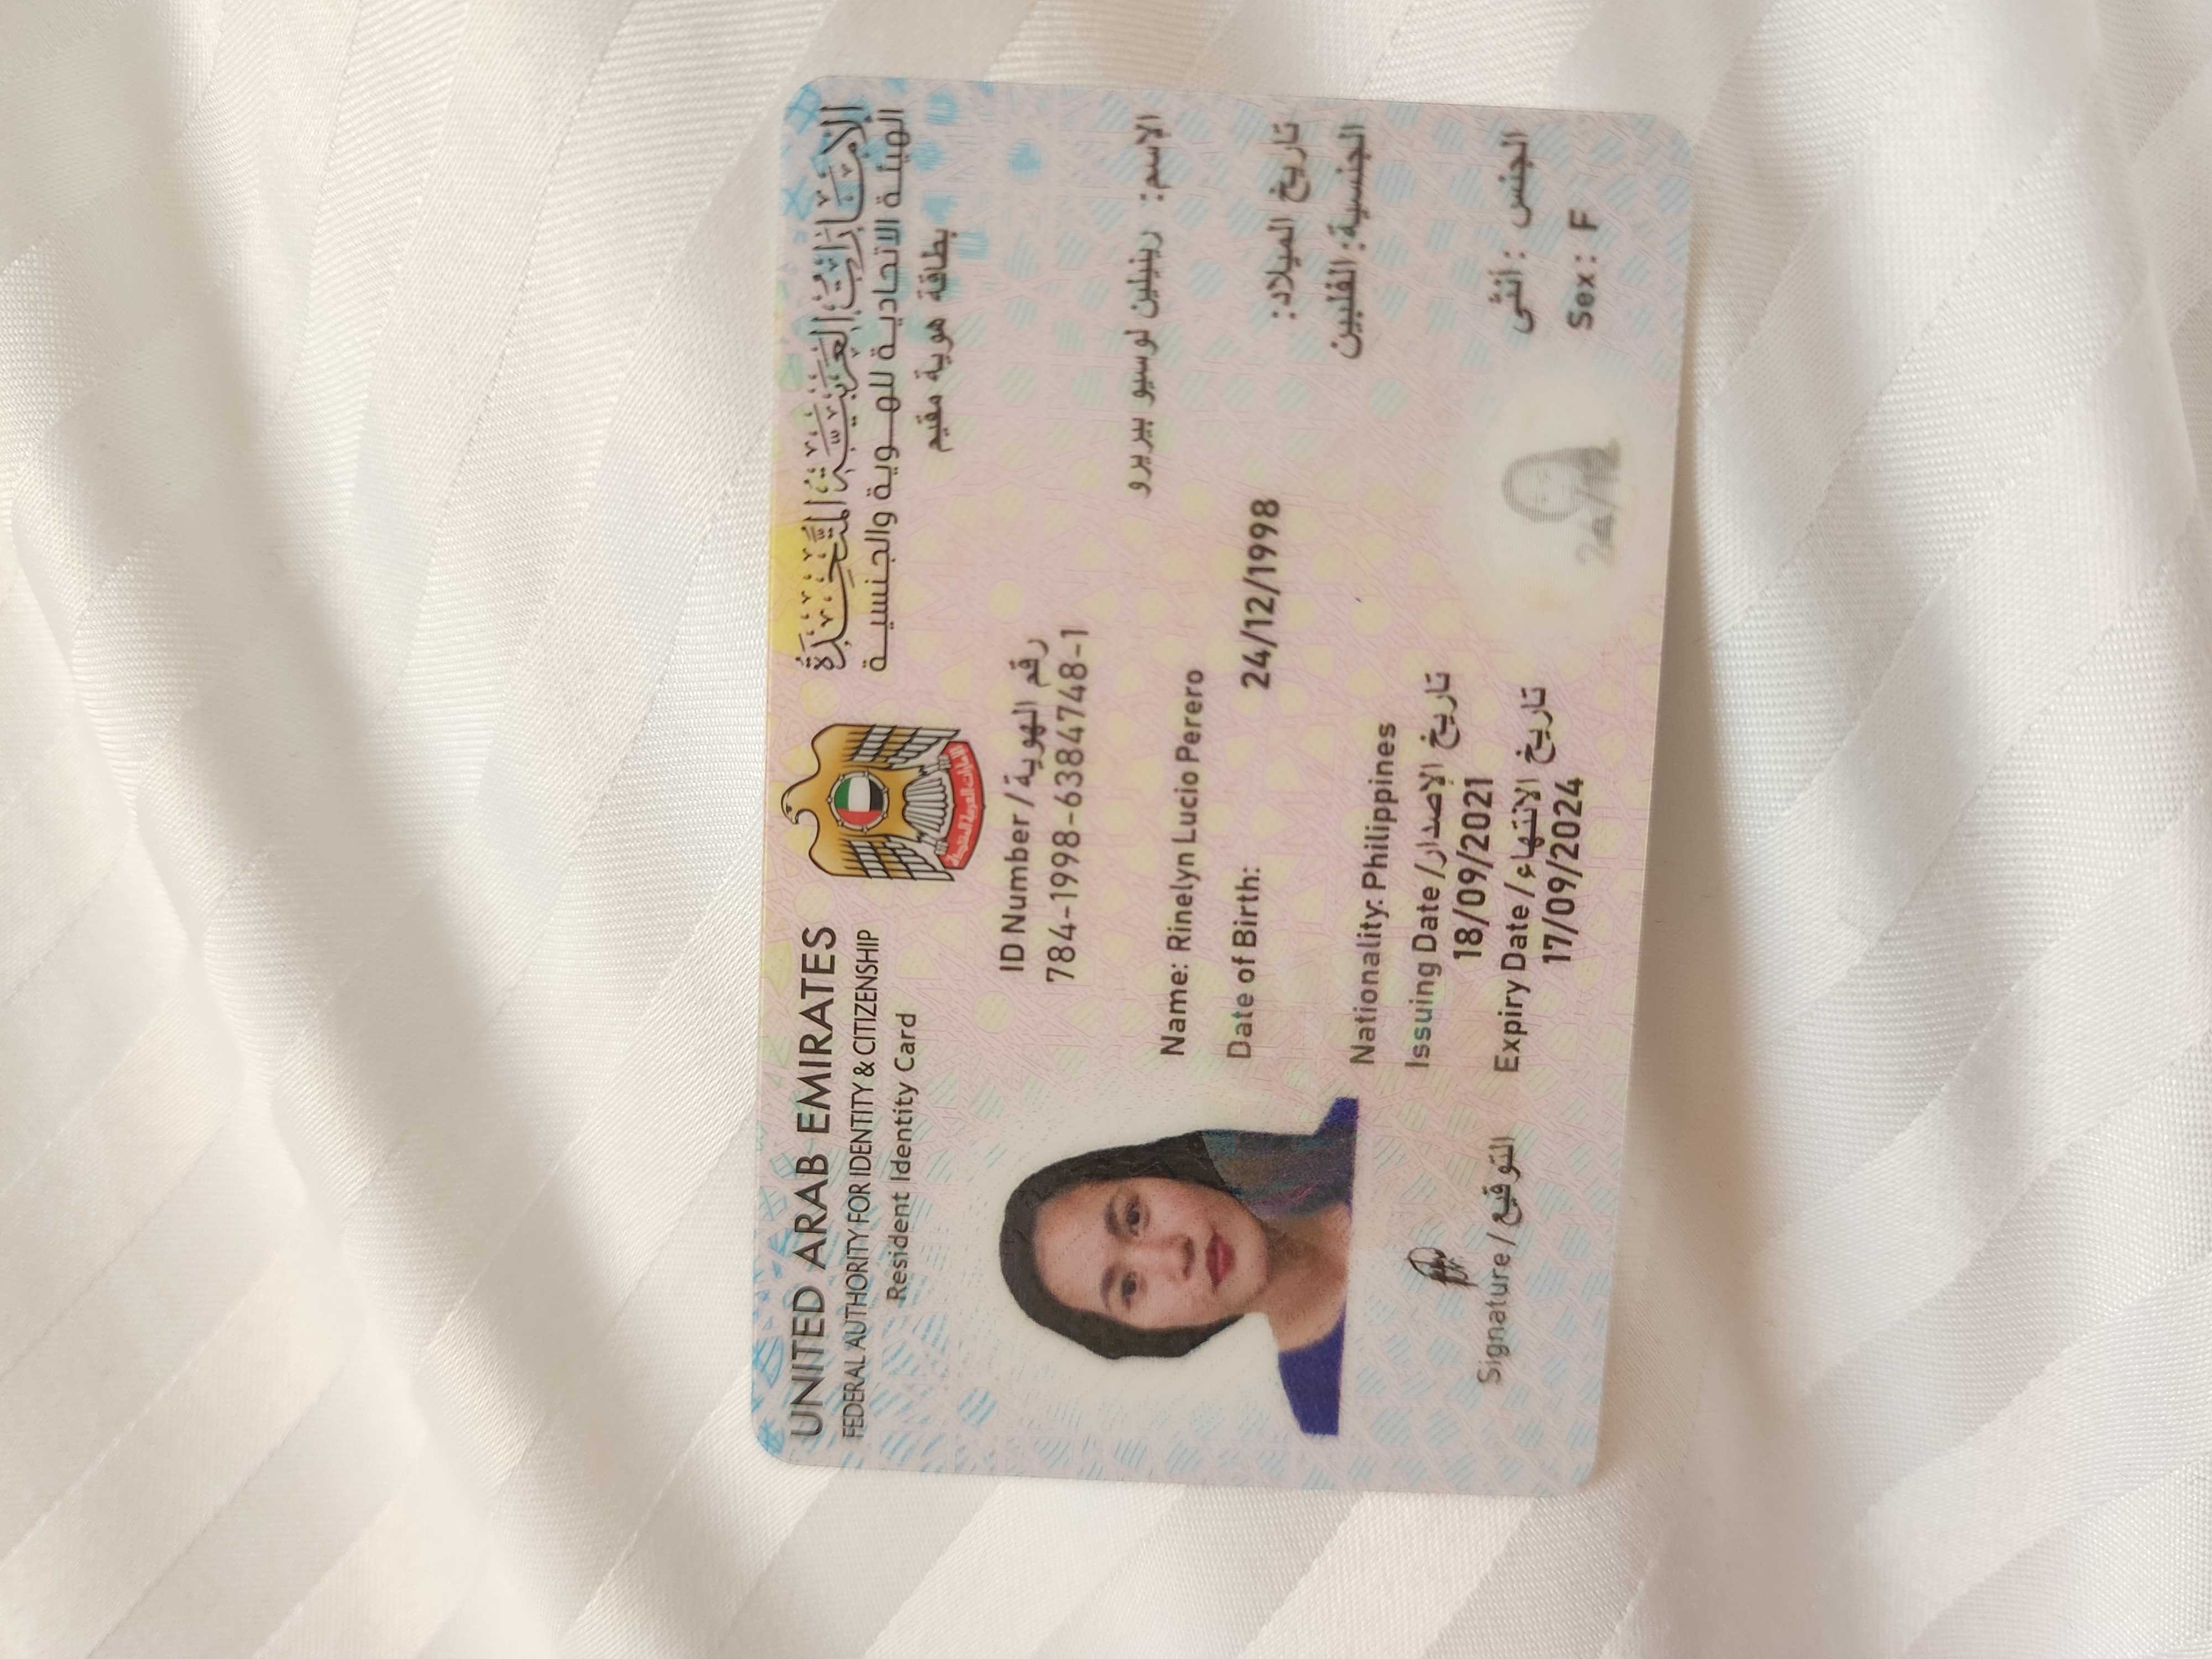 UNITED ARAB EMIRATES
FEDERAL AUTHORITY FOR IDENTITY & CITIZENSHIP
Resident Identity Card
الإمارات العربية المتحدة
الهيئة الاتحادية للهوية والجنسية
بطاقة هوية مقيم
الإمارات العربية المتحدة
ID Number / رقم الهوية
784-1998-6384748-1
الإسم: رينيلين لوسيو بيريرو
Name: Rinelyn Lucio Perero
Date of Birth: 24/12/1998 تاريخ الميلاد:
الجنسية: الفلبين
Nationality: Philippines
Issuing Date / تاريخ الإصدار
18/09/2021
Expiry Date / تاريخ الانتهاء
17/09/2024
Signature / التوقيع
الجنس : أنثى
Sex : F